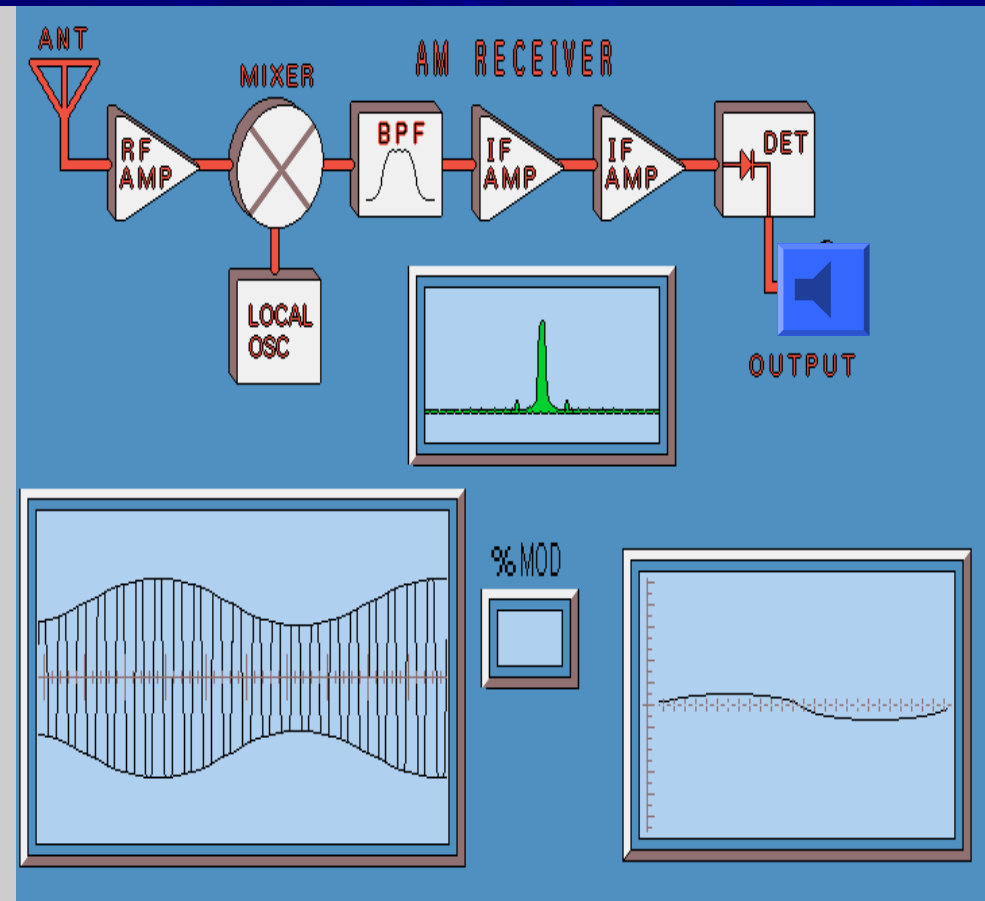 ANT
AM RECEIVER
MIXER
BPF
DET
RF
AMP
IF
AMP
IF
AMP
LOCAL
OSC
OUTPUT
%MOD